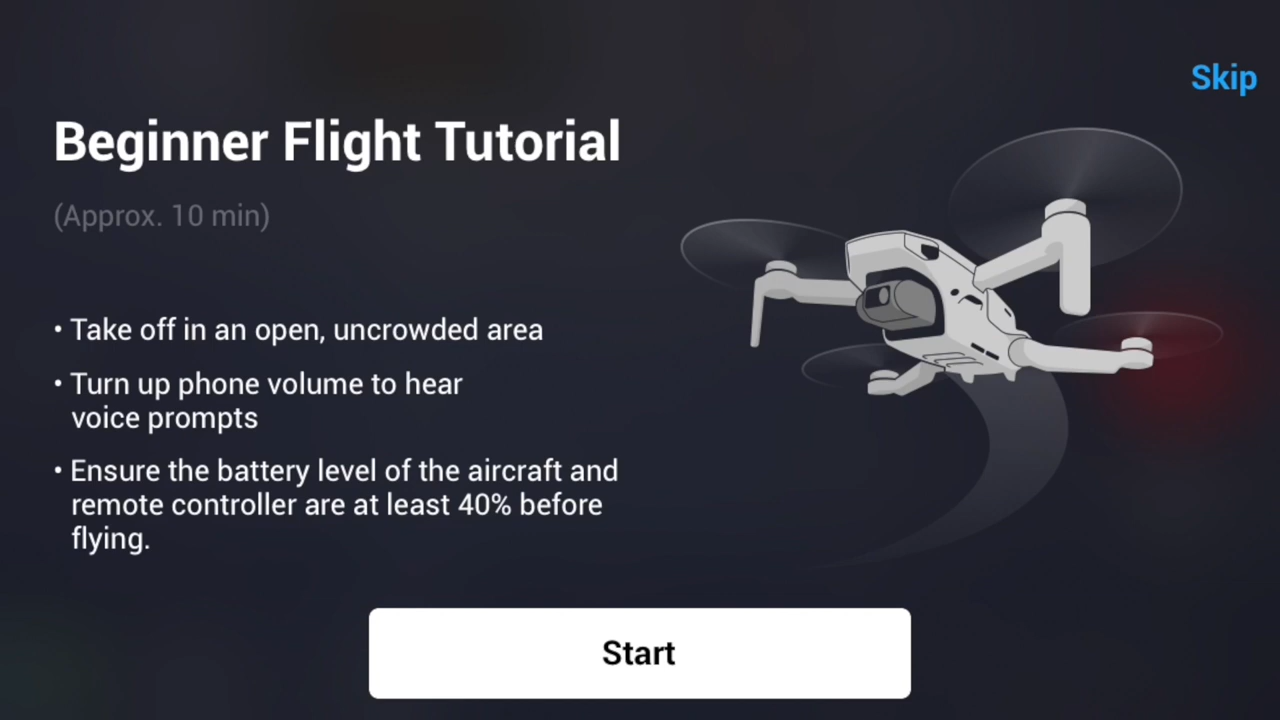 Skip
Beginner Flight Tutorial
(Approx. 10 min)
• Take off in an open, uncrowded area
• Turn up phone volume to hear
voice prompts
• Ensure the battery level of the aircraft and
remote controller are at least 40% before
flying.
Start